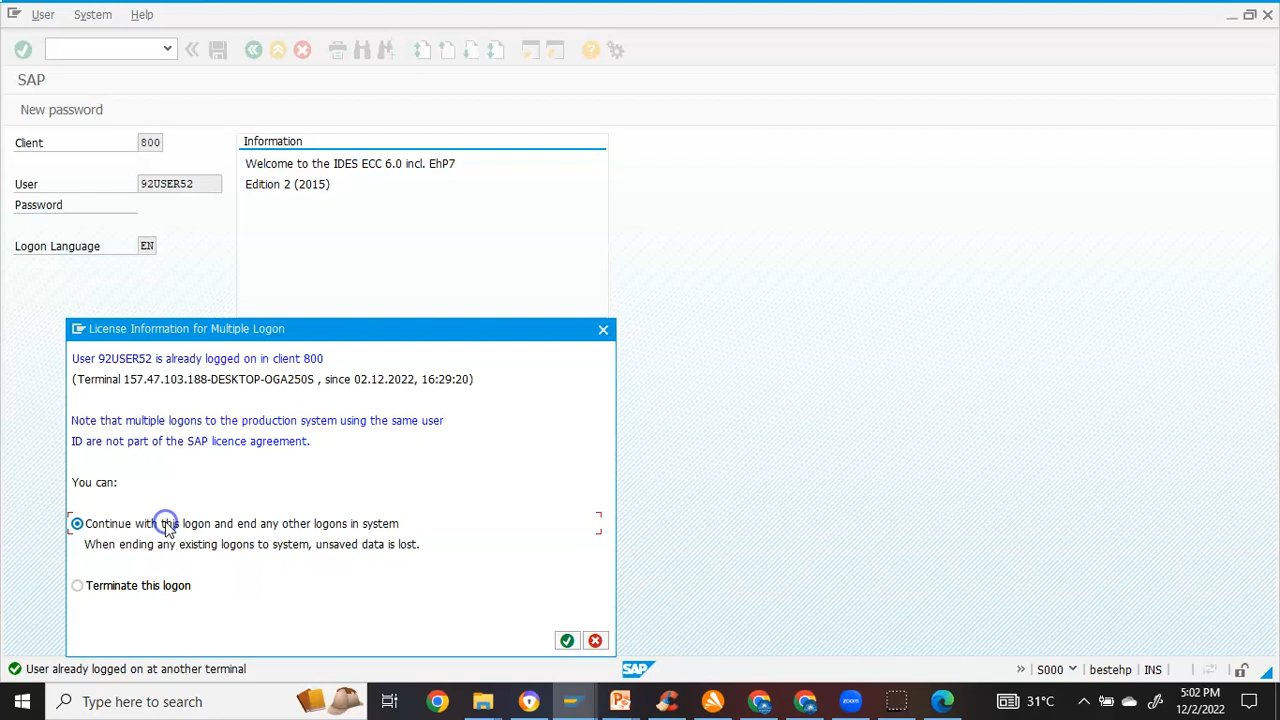 User System Help
SAP
New password
Client 800
User 92USER52
Password
Logon Language EN
Information
Welcome to the IDES ECC 6.0 incl. EhP7
Edition 2 (2015)
License Information for Multiple Logon
User 92USER52 is already logged on in client 800
(Terminal 157.47.103.188-DESKTOP-OGA250S , since 02.12.2022, 16:29:20)
Note that multiple logons to the production system using the same user
ID are not part of the SAP licence agreement.
You can:
Continue with this logon and end any other logons in system
When ending any existing logons to system, unsaved data is lost.
Terminate this logon
User already logged on at another terminal
SAP
S000
bestehp
INS
Type here to search
31°C
5:02 PM
12/2/2022